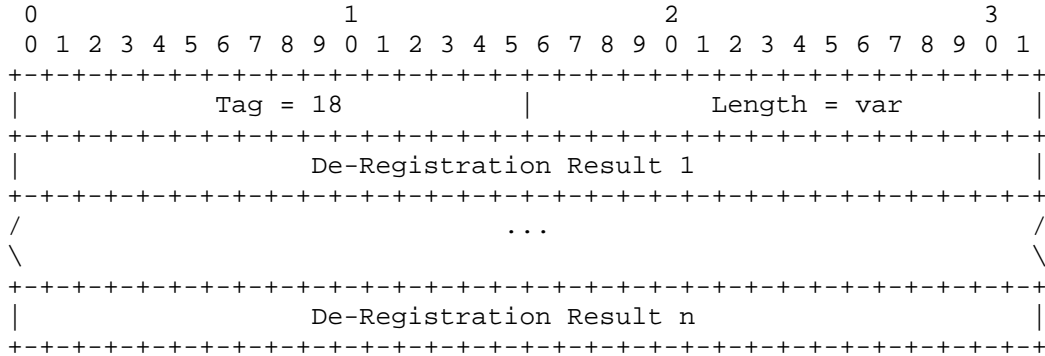 0                   1                   2                   3
 0 1 2 3 4 5 6 7 8 9 0 1 2 3 4 5 6 7 8 9 0 1 2 3 4 5 6 7 8 9 0 1
+-+-+-+-+-+-+-+-+-+-+-+-+-+-+-+-+-+-+-+-+-+-+-+-+-+-+-+-+-+-+-+-+
|            Tag = 18           |           Length = var        |
+-+-+-+-+-+-+-+-+-+-+-+-+-+-+-+-+-+-+-+-+-+-+-+-+-+-+-+-+-+-+-+-+
|                  De-Registration Result 1                     |
+-+-+-+-+-+-+-+-+-+-+-+-+-+-+-+-+-+-+-+-+-+-+-+-+-+-+-+-+-+-+-+-+
/                              ...                              /
\                                                               \
+-+-+-+-+-+-+-+-+-+-+-+-+-+-+-+-+-+-+-+-+-+-+-+-+-+-+-+-+-+-+-+-+
|                  De-Registration Result n                     |
+-+-+-+-+-+-+-+-+-+-+-+-+-+-+-+-+-+-+-+-+-+-+-+-+-+-+-+-+-+-+-+-+